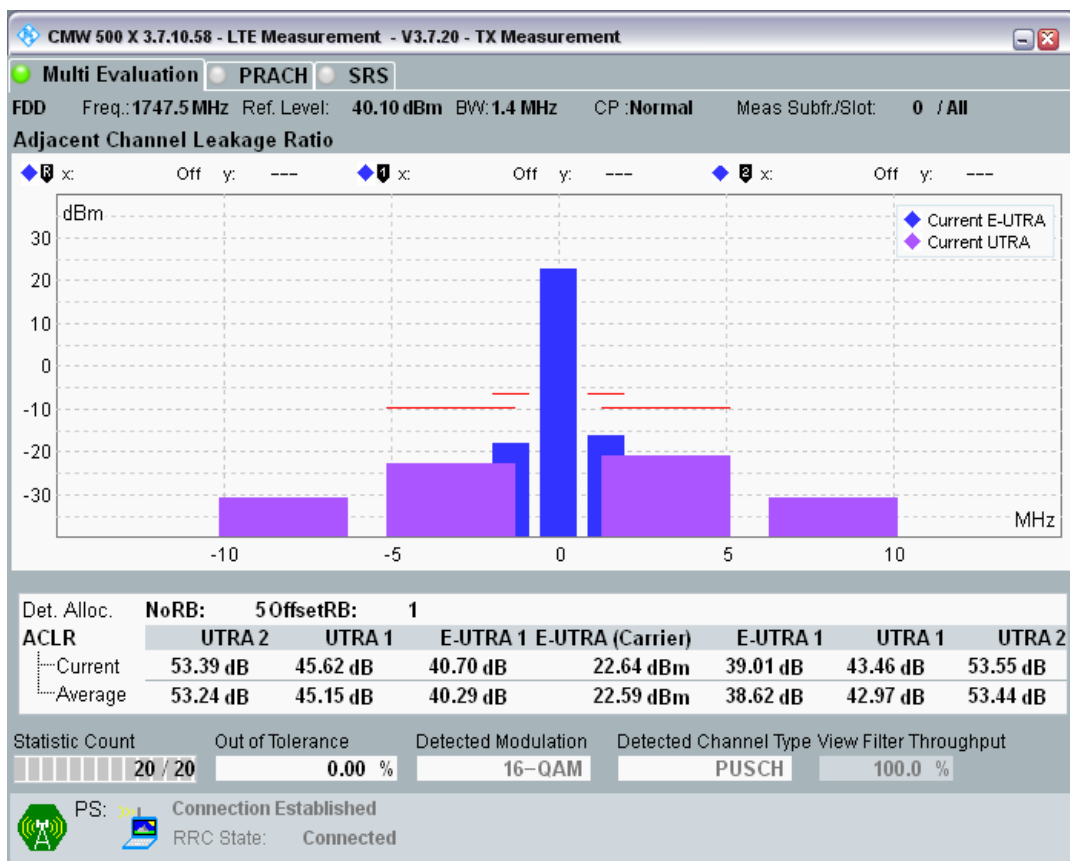 CMW 500 X 3.7.10.58 - LTE Measurement - V3.7.20 - TX Measurement
Multi Evaluation PRACH SRS
FDD Freq.: 1747.5 MHz Ref. Level: 40.10 dBm BW: 1.4 MHz CP :Normal Meas Subfr./Slot: 0 / All
Adjacent Channel Leakage Ratio
R x: Off y: --- 1 x: Off y: --- 2 x: Off y: ---
dBm
Current E-UTRA
Current UTRA
30
20
10
0
-10
-20
-30
MHz
-10 -5 0 5 10
Det. Alloc. NoRB: 5 OffsetRB: 1
ACLR UTRA 2 UTRA 1 E-UTRA 1 E-UTRA (Carrier) E-UTRA 1 UTRA 1 UTRA 2
Current 53.39 dB 45.62 dB 40.70 dB 22.64 dBm 39.01 dB 43.46 dB 53.55 dB
Average 53.24 dB 45.15 dB 40.29 dB 22.59 dBm 38.62 dB 42.97 dB 53.44 dB
Statistic Count Out of Tolerance Detected Modulation Detected Channel Type View Filter Throughput
20 / 20 0.00 % 16-QAM PUSCH 100.0 %
PS: Connection Established
RRC State: Connected